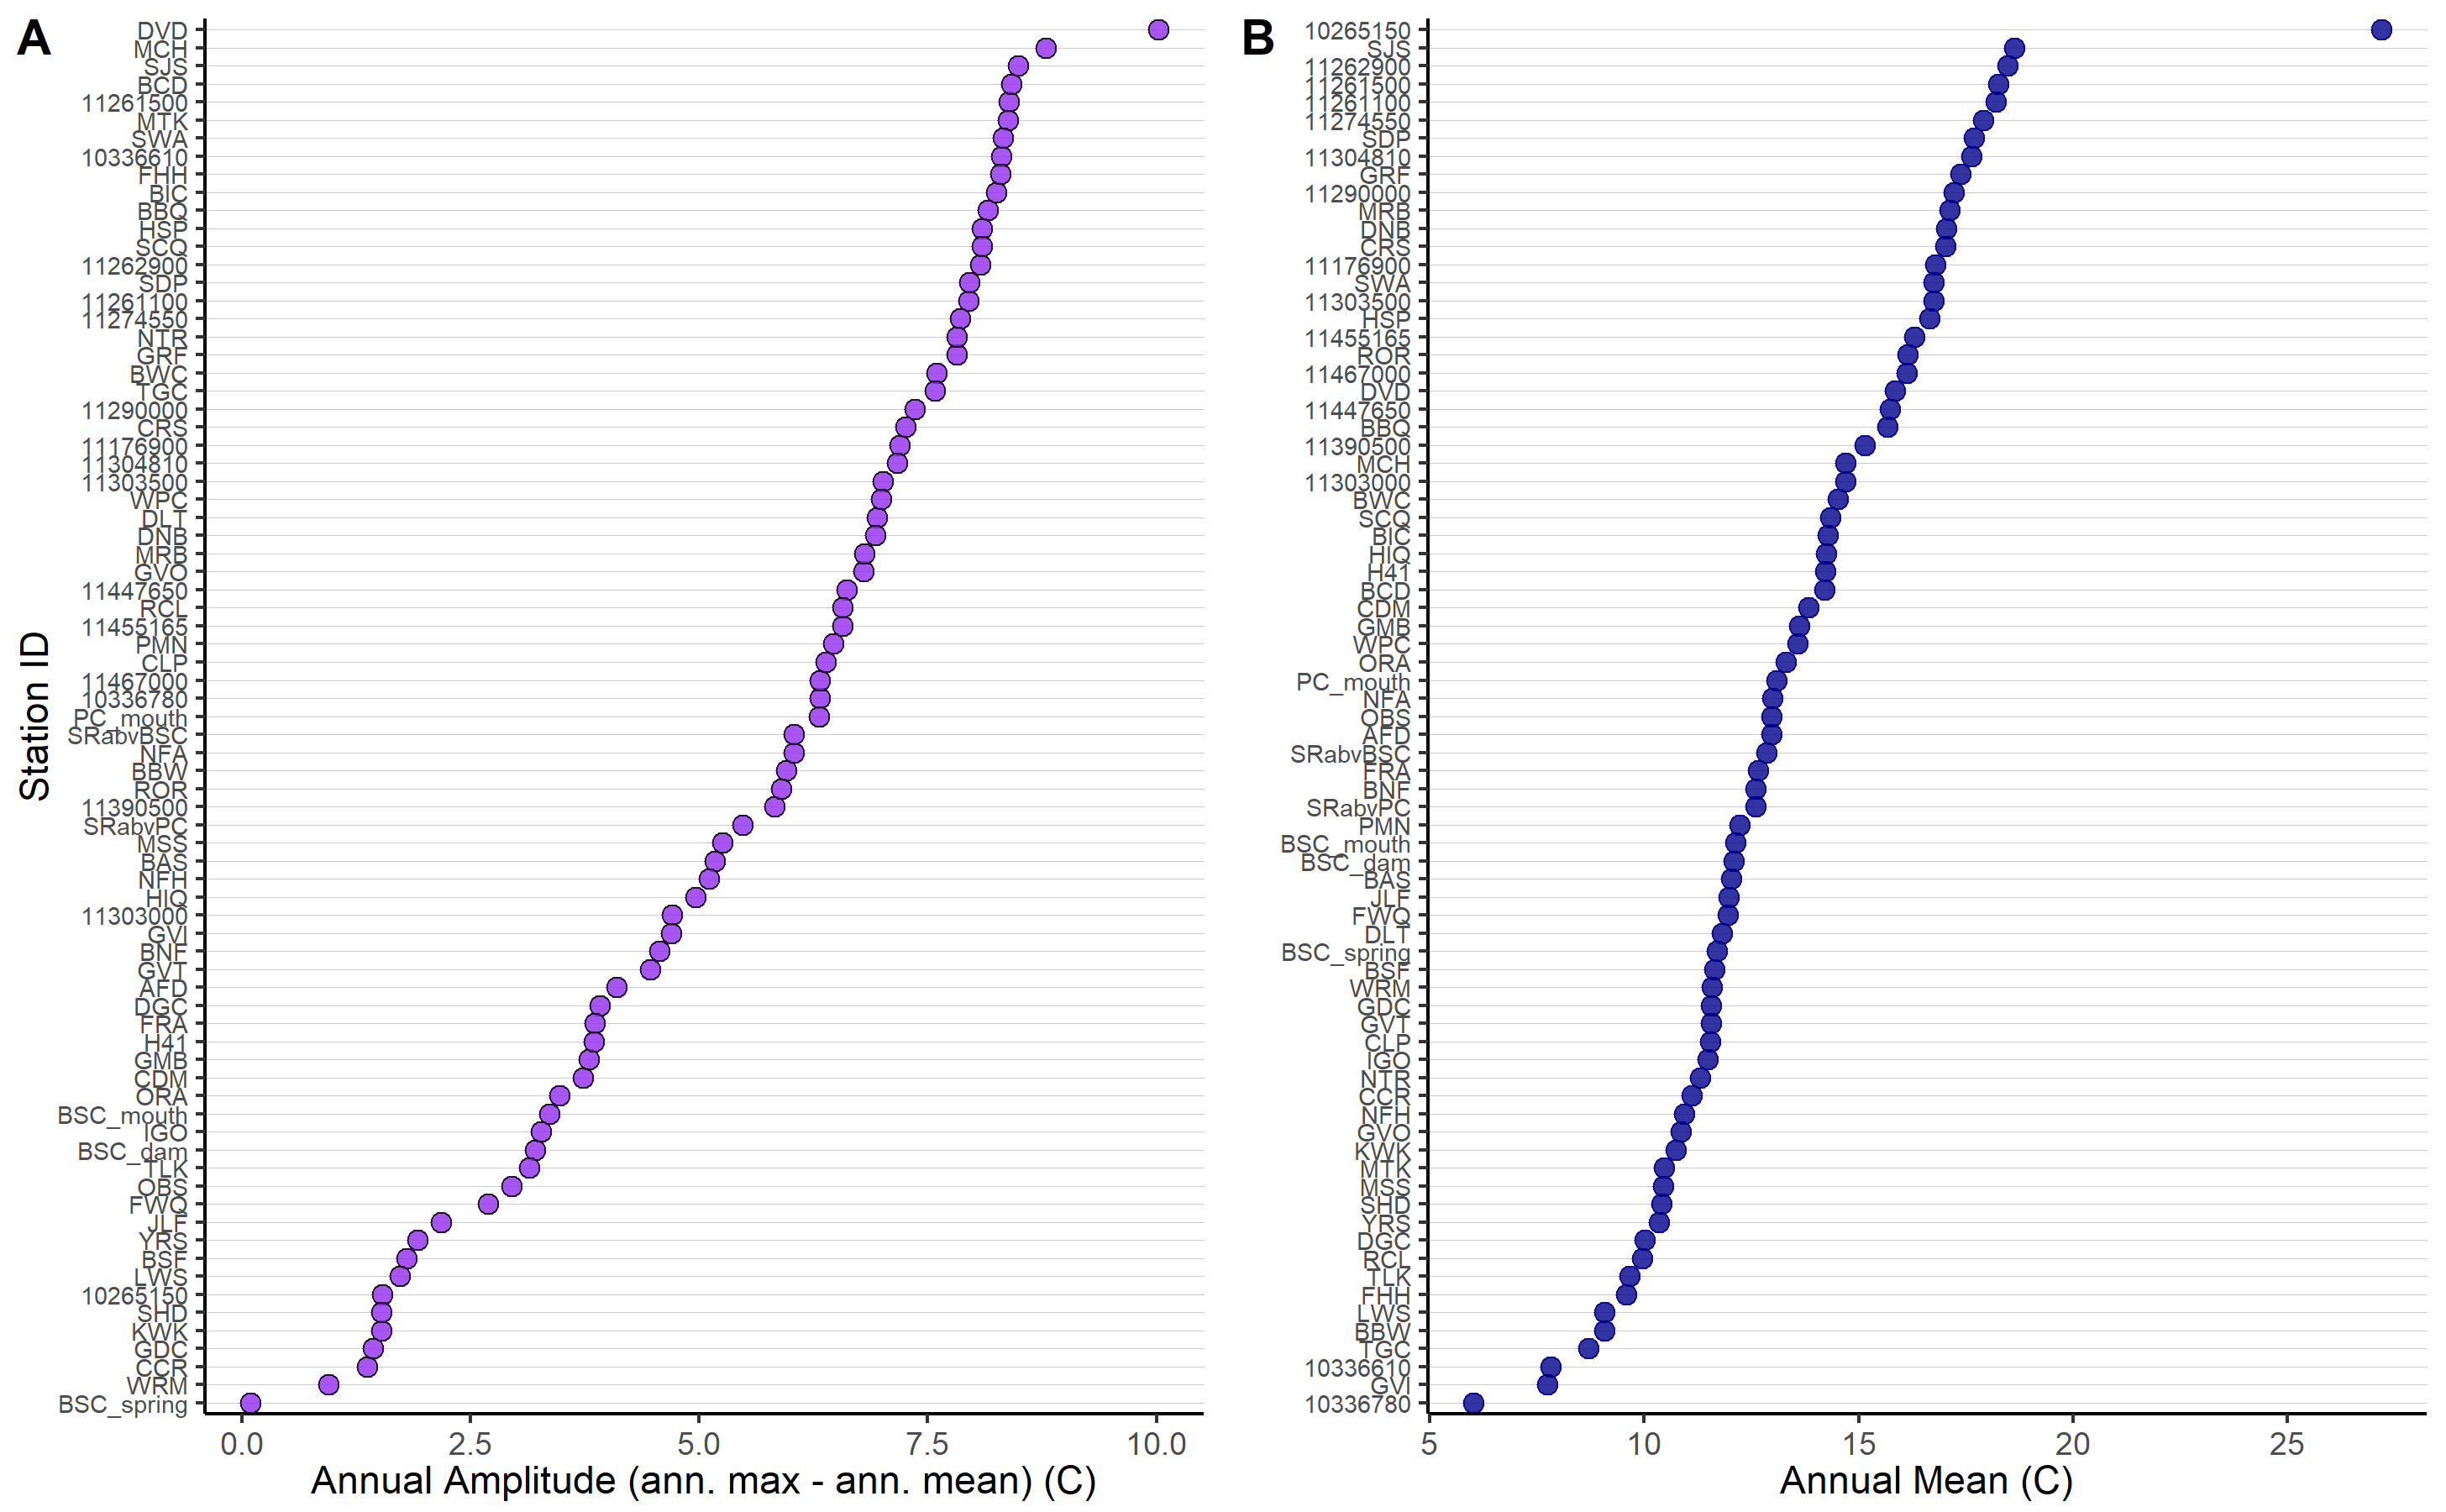 A
DVD
MCH
SJS
BCD
11261500
MTK
SWA
10336610
FHH
BIC
BBQ
HSP
SCQ
11262900
SDP
11261100
11274550
NTR
GRF
BWC
TGC
11290000
CRS
11176900
11304810
11303500
WPC
DLT
DNB
MRB
GVO
11447650
RCL
11455165
PMN
CLP
11467000
10336780
PC_mouth
SRabvBSC
NFA
BBW
ROR
11390500
SRabvPC
MSS
BAS
NFH
HIQ
11303000
GVI
BNF
GVT
AFD
DGC
FRA
H41
GMB
CDM
ORA
BSC_mouth
IGO
BSC_dam
TLK
OBS
FWQ
JLF
YRS
BSF
LWS
10265150
SHD
KWK
GDC
CCR
WRM
BSC_spring
Station ID
0.0 2.5 5.0 7.5 10.0
Annual Amplitude (ann. max - ann. mean) (C)
B
10265150
SJS
11262900
11261500
11261100
11274550
SDP
11304810
GRF
11290000
MRB
DNB
CRS
11176900
SWA
11303500
HSP
11455165
ROR
11467000
DVD
11447650
BBQ
11390500
MCH
11303000
BWC
SCQ
BIC
HIQ
H41
BCD
CDM
GMB
WPC
ORA
PC_mouth
NFA
OBS
AFD
SRabvBSC
FRA
BNF
SRabvPC
PMN
BSC_mouth
BSC_dam
BAS
JLF
FWQ
DLT
BSC_spring
BSF
WRM
GDC
GVT
CLP
IGO
NTR
CCR
NFH
GVO
KWK
MTK
MSS
SHD
YRS
DGC
RCL
TLK
FHH
LWS
BBW
TGC
10336610
GVI
10336780
5 10 15 20 25
Annual Mean (C)